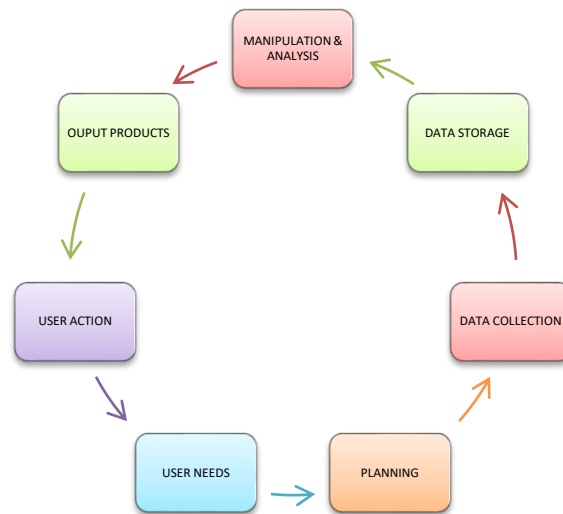 MANIPULATION &
ANALYSIS
OUPUT PRODUCTS
DATA STORAGE
USER ACTION
DATA COLLECTION
USER NEEDS
PLANNING